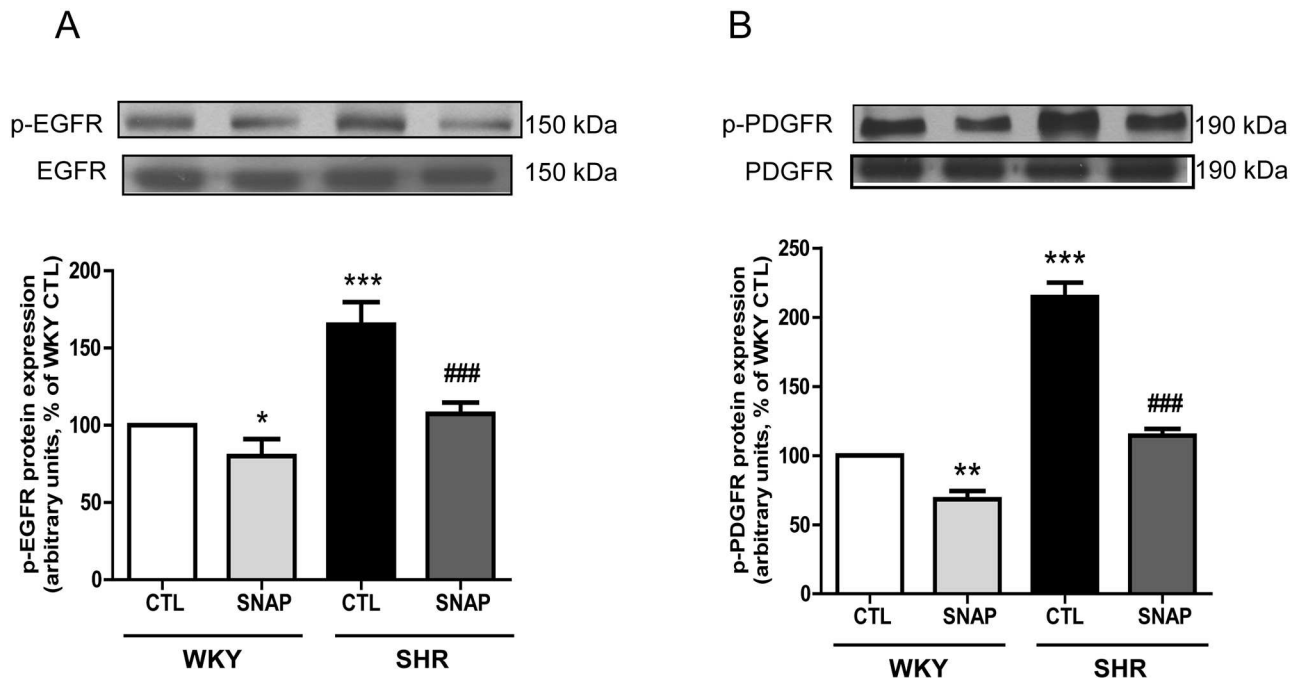 A
p-EGFR
150 kDa
EGFR
150 kDa
p-EGFR protein expression
(arbitrary units, % of WKY CTL)
200
150
100
50
0
***
###
*
CTL
SNAP
CTL
SNAP
WKY
SHR
B
p-PDGFR
190 kDa
PDGFR
190 kDa
p-PDGFR protein expression
(arbitrary units, % of WKY CTL)
250
200
150
100
50
0
***
###
**
CTL
SNAP
CTL
SNAP
WKY
SHR